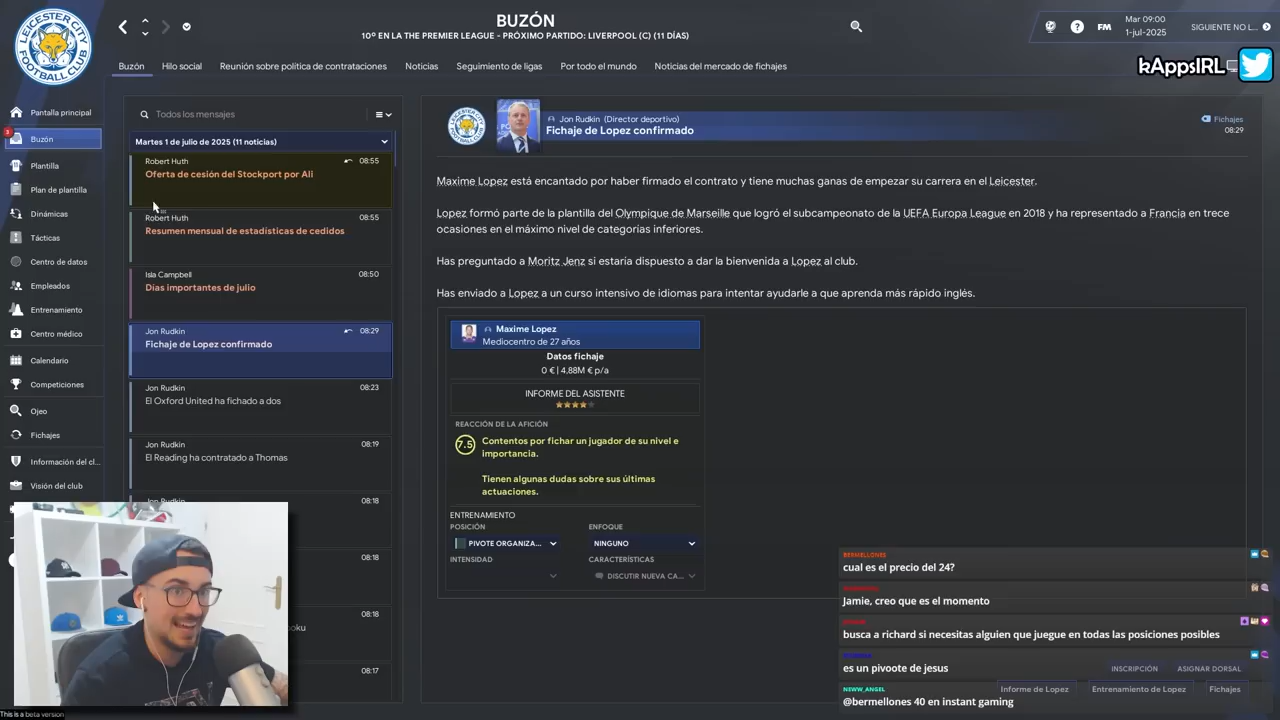 LEICESTER CITY
FOOTBALL CLUB
BUZÓN
10º EN LA THE PREMIER LEAGUE - PRÓXIMO PARTIDO: LIVERPOOL (C) (11 DÍAS)
FM
Mar 09:00
1-jul-2025
SIGUIENTE NO L...
kAppsIRL
Buzón
Hilo social
Reunión sobre política de contrataciones
Noticias
Seguimiento de ligas
Por todo el mundo
Noticias del mercado de fichajes
Pantalla principal
3
Buzón
Plantilla
Plan de plantilla
Dinámicas
Tácticas
Centro de datos
Empleados
Entrenamiento
Centro médico
Calendario
Competiciones
Ojeo
Fichajes
Información del cl...
Visión del club
Todos los mensajes
Martes 1 de julio de 2025 (11 noticias)
Robert Huth
08:55
Oferta de cesión del Stockport por Ali
Robert Huth
08:55
Resumen mensual de estadísticas de cedidos
Isla Campbell
08:50
Días importantes de julio
Jon Rudkin
08:29
Fichaje de Lopez confirmado
Jon Rudkin
08:23
El Oxford United ha fichado a dos
Jon Rudkin
08:19
El Reading ha contratado a Thomas
Jon Rudkin
08:18
08:18
08:18
08:17
Jon Rudkin (Director deportivo)
Fichaje de Lopez confirmado
Fichajes
08:29
Maxime Lopez está encantado por haber firmado el contrato y tiene muchas ganas de empezar su carrera en el Leicester.
Lopez formó parte de la plantilla del Olympique de Marseille que logró el subcampeonato de la UEFA Europa League en 2018 y ha representado a Francia en trece
ocasiones en el máximo nivel de categorías inferiores.
Has preguntado a Moritz Jenz si estaría dispuesto a dar la bienvenida a Lopez al club.
Has enviado a Lopez a un curso intensivo de idiomas para intentar ayudarle a que aprenda más rápido inglés.
Maxime Lopez
Mediocentro de 27 años
Datos fichaje
0 € | 4,88M € p/a
INFORME DEL ASISTENTE
REACCIÓN DE LA AFICIÓN
7.5
Contentos por fichar un jugador de su nivel e
importancia.
Tienen algunas dudas sobre sus últimas
actuaciones.
ENTRENAMIENTO
POSICIÓN
ENFOQUE
PIVOTE ORGANIZA...
NINGUNO
INTENSIDAD
CARACTERÍSTICAS
DISCUTIR NUEVA CA...
BERMELLONES
cual es el precio del 24?
Jamie, creo que es el momento
busca a richard si necesitas alguien que juegue en todas las posiciones posibles
es un pivoote de jesus
INSCRIPCIÓN
ASIGNAR DORSAL
NEWW_ANGEL
@bermellones 40 en instant gaming
Informe de Lopez
Entrenamiento de Lopez
Fichajes
This is a beta version